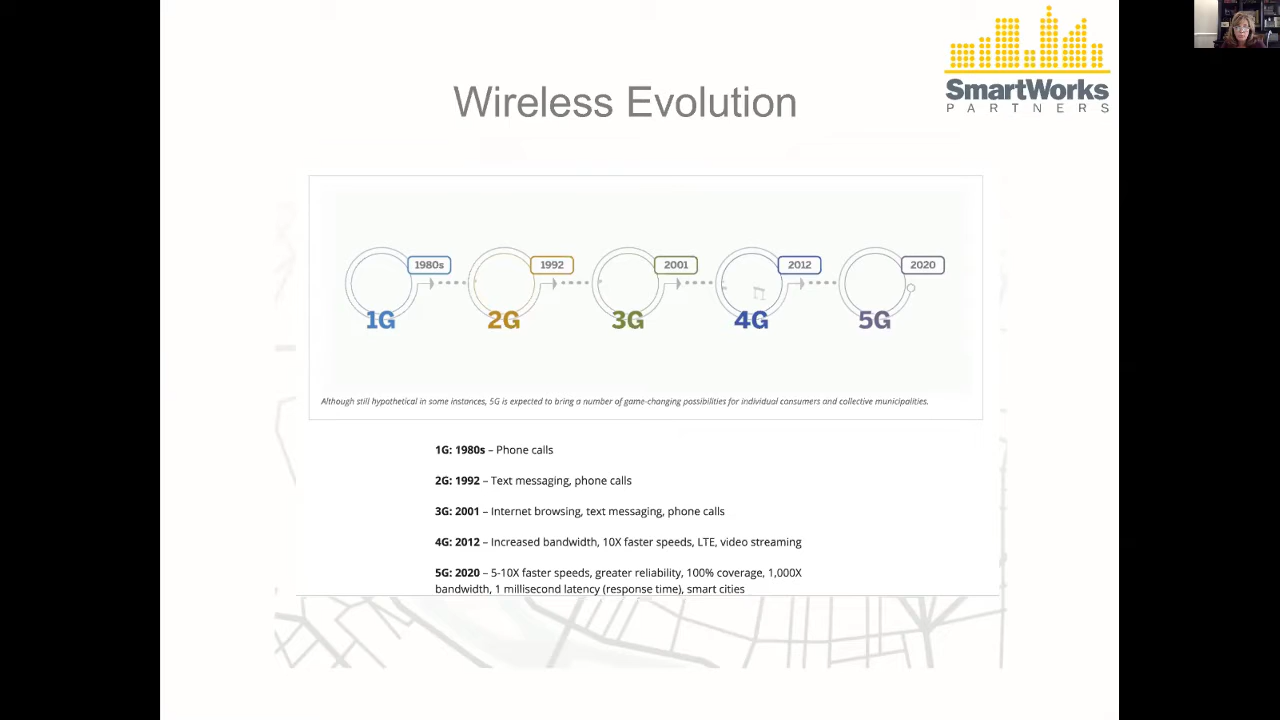 SmartWorks
PARTNERS
Wireless Evolution
1980s
1992
2001
2012
2020
1G
2G
3G
4G
5G
Although still hypothetical in some instances, 5G is expected to bring a number of game-changing possibilities for individual consumers and collective municipalities.
1G: 1980s – Phone calls
2G: 1992 – Text messaging, phone calls
3G: 2001 – Internet browsing, text messaging, phone calls
4G: 2012 – Increased bandwidth, 10X faster speeds, LTE, video streaming
5G: 2020 – 5-10X faster speeds, greater reliability, 100% coverage, 1,000X
bandwidth, 1 millisecond latency (response time), smart cities